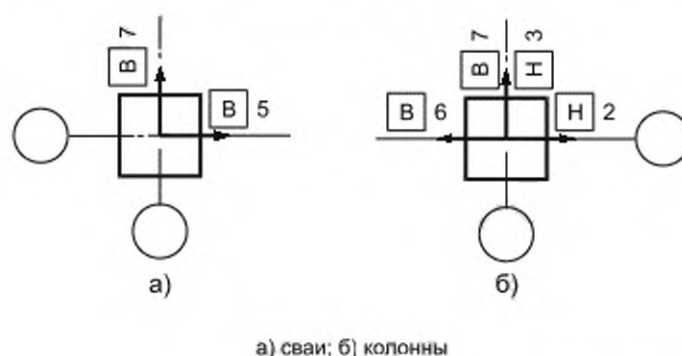 В 7
В 5
а)
В 7
Н 3
В 6
Н 2
б)
а) сваи; б) колонны